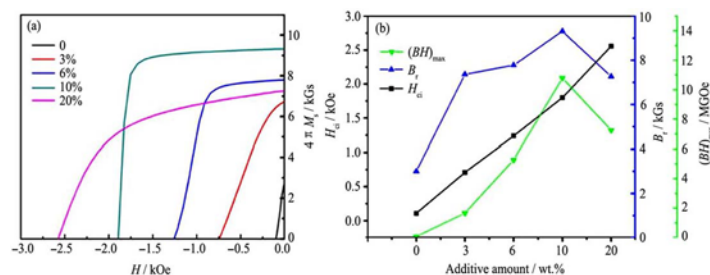 (a)
0
3%
6%
10%
20%
10
8
6
4
2
0
4 π Ms / kGs
−3.0 −2.5 −2.0 −1.5 −1.0 −0.5 0.0
H / kOe
(b)
(BH)max
Br
Hci
3.0
2.5
2.0
1.5
1.0
0.5
0.0
Hci / kOe
10
8
6
4
2
0
Br / kGs
14
12
10
8
6
4
2
0
(BH) / MGOe
0 3 6 10 20
Additive amount / wt.%